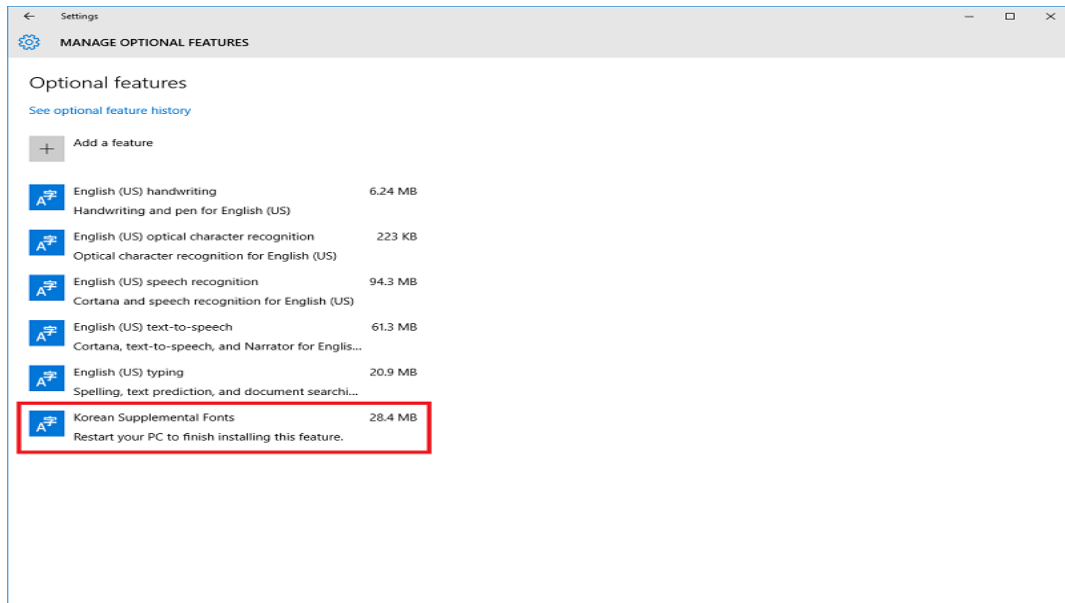 Settings
MANAGE OPTIONAL FEATURES
Optional features
See optional feature history
Add a feature
English (US) handwriting 6.24 MB
Handwriting and pen for English (US)
English (US) optical character recognition 223 KB
Optical character recognition for English (US)
English (US) speech recognition 94.3 MB
Cortana and speech recognition for English (US)
English (US) text-to-speech 61.3 MB
Cortana, text-to-speech, and Narrator for Englis...
English (US) typing 20.9 MB
Spelling, text prediction, and document searchi...
Korean Supplemental Fonts 28.4 MB
Restart your PC to finish installing this feature.